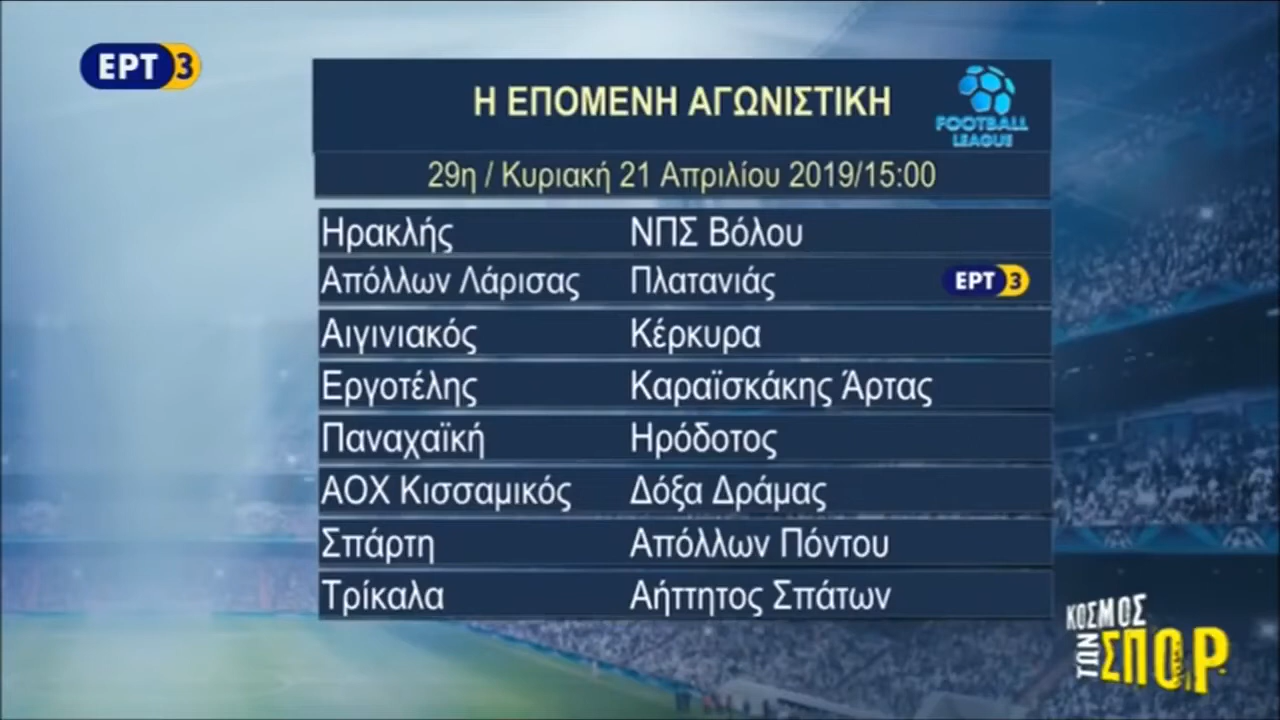 ΕΡΤ3
Η ΕΠΟΜΕΝΗ ΑΓΩΝΙΣΤΙΚΗ
FOOTBALL
LEAGUE
29η / Κυριακή 21 Απριλίου 2019/15:00
Ηρακλής ΝΠΣ Βόλου
Απόλλων Λάρισας Πλατανιάς ΕΡΤ3
Αιγινιακός Κέρκυρα
Εργοτέλης Καραϊσκάκης Άρτας
Παναχαϊκή Ηρόδοτος
ΑΟΧ Κισσαμικός Δόξα Δράμας
Σπάρτη Απόλλων Πόντου
Τρίκαλα Αήττητος Σπάτων
ΚΟΣΜΟΣ
ΤΩΝ ΣΠΟΡ